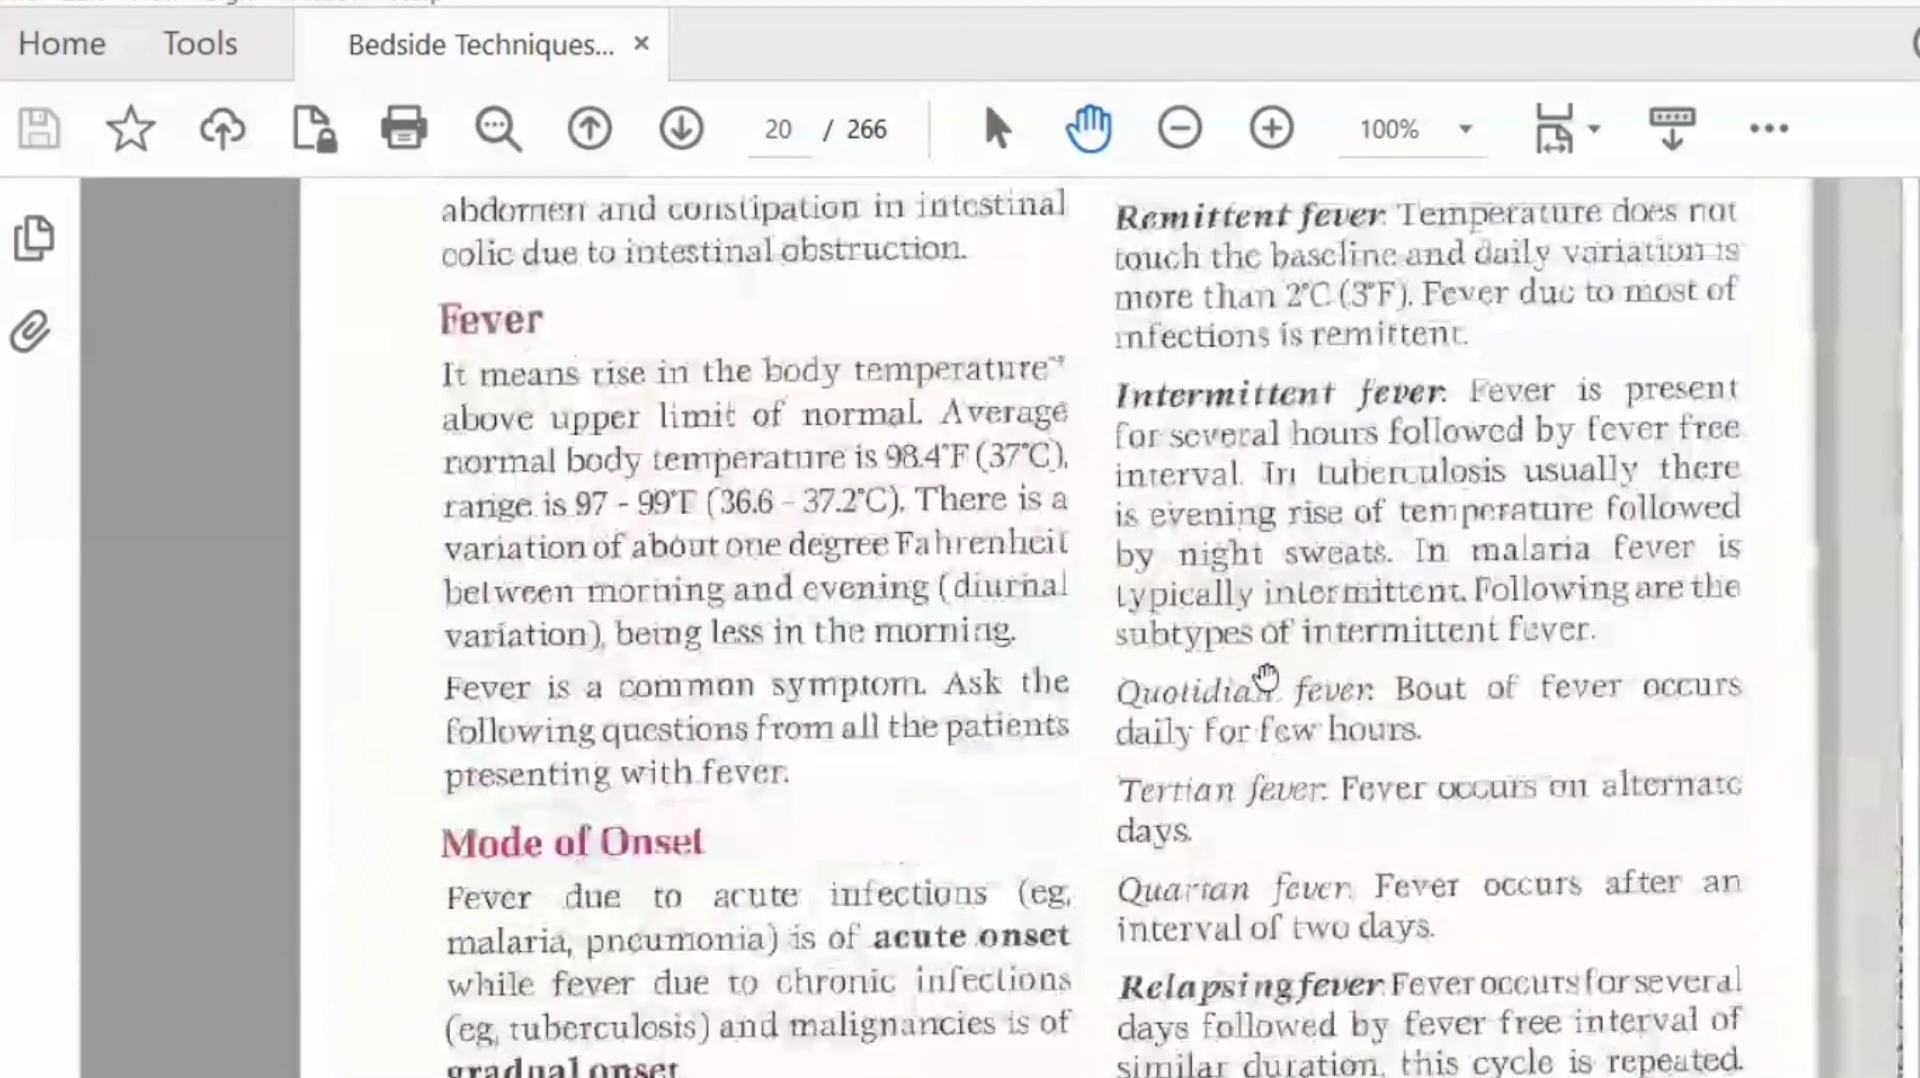 Home
Tools
Bedside Techniques...
20 / 266
100%
abdomen and constipation in intestinal
colic due to intestinal obstruction.
Fever
It means rise in the body temperature
above upper limit of normal. Average
normal body temperature is 98.4°F (37°C),
range is 97 - 99°F (36.6 - 37.2°C). There is a
variation of about one degree Fahrenheit
between morning and evening (diurnal
variation), being less in the morning.
Fever is a common symptom. Ask the
following questions from all the patients
presenting with fever.
Mode of Onset
Fever due to acute infections (eg,
malaria, pneumonia) is of acute onset
while fever due to chronic infections
(eg, tuberculosis) and malignancies is of
gradual onset.
Remittent fever: Temperature does not
touch the baseline and daily variation is
more than 2°C (3°F). Fever due to most of
infections is remittent.
Intermittent fever: Fever is present
for several hours followed by fever free
interval. In tuberculosis usually there
is evening rise of temperature followed
by night sweats. In malaria fever is
typically intermittent. Following are the
subtypes of intermittent fever.
Quotidian fever: Bout of fever occurs
daily for few hours.
Tertian fever: Fever occurs on alternate
days.
Quartan fever: Fever occurs after an
interval of two days.
Relapsing fever: Fever occurs for several
days followed by fever free interval of
similar duration, this cycle is repeated.